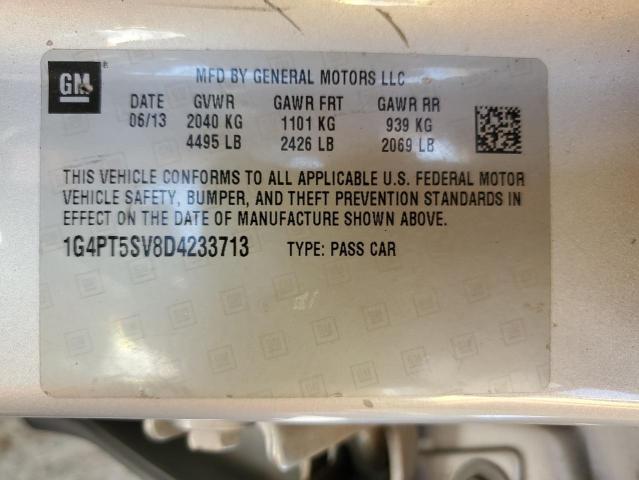 GM
MFD BY GENERAL MOTORS LLC
DATE GVWR GAWR FRT GAWR RR
06/13 2040 KG 1101 KG 939 KG
4495 LB 2426 LB 2069 LB
THIS VEHICLE CONFORMS TO ALL APPLICABLE U.S. FEDERAL MOTOR
VEHICLE SAFETY, BUMPER, AND THEFT PREVENTION STANDARDS IN
EFFECT ON THE DATE OF MANUFACTURE SHOWN ABOVE.
1G4PT5SV8D4233713 TYPE: PASS CAR